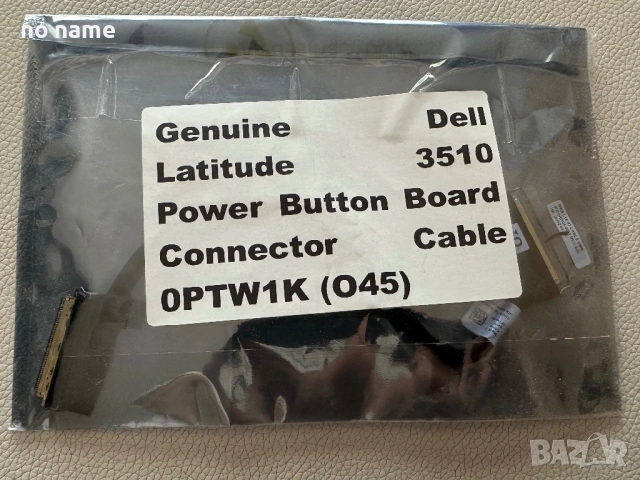 no name
Genuine Dell
Latitude 3510
Power Button Board
Connector Cable
0PTW1K (O45)
BAZAR